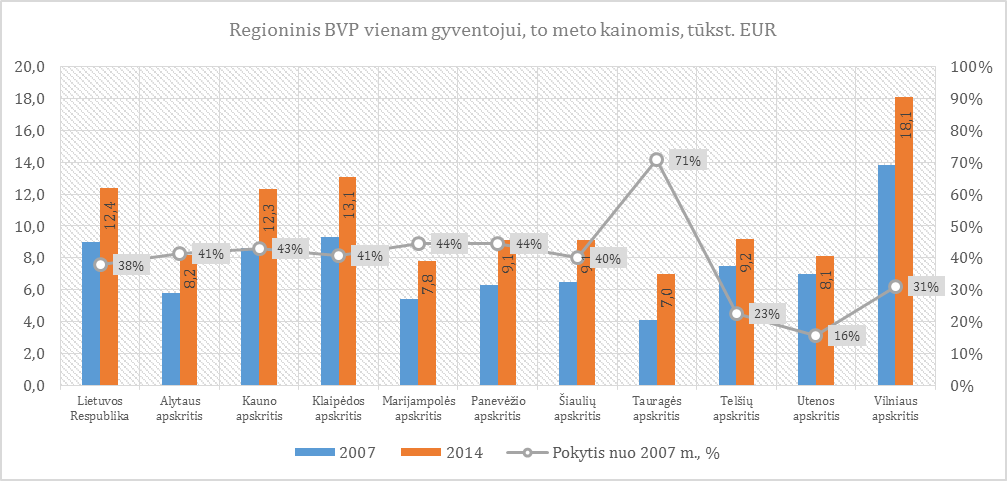 Regioninis BVP vienam gyventojui, to meto kainomis, tūkst. EUR
20,0
18,0
16,0
14,0
12,0
10,0
8,0
6,0
4,0
2,0
0,0
100%
90%
80%
70%
60%
50%
40%
30%
20%
10%
0%
12,4
8,2
12,3
13,1
7,8
9,1
9,1
7,0
9,2
8,1
18,1
38%
41%
43%
41%
44%
44%
40%
71%
23%
16%
31%
Lietuvos
Respublika
Alytaus
apskritis
Kauno
apskritis
Klaipėdos
apskritis
Marijampolės
apskritis
Panevėžio
apskritis
Šiaulių
apskritis
Tauragės
apskritis
Telšių
apskritis
Utenos
apskritis
Vilniaus
apskritis
2007
2014
Pokytis nuo 2007 m., %